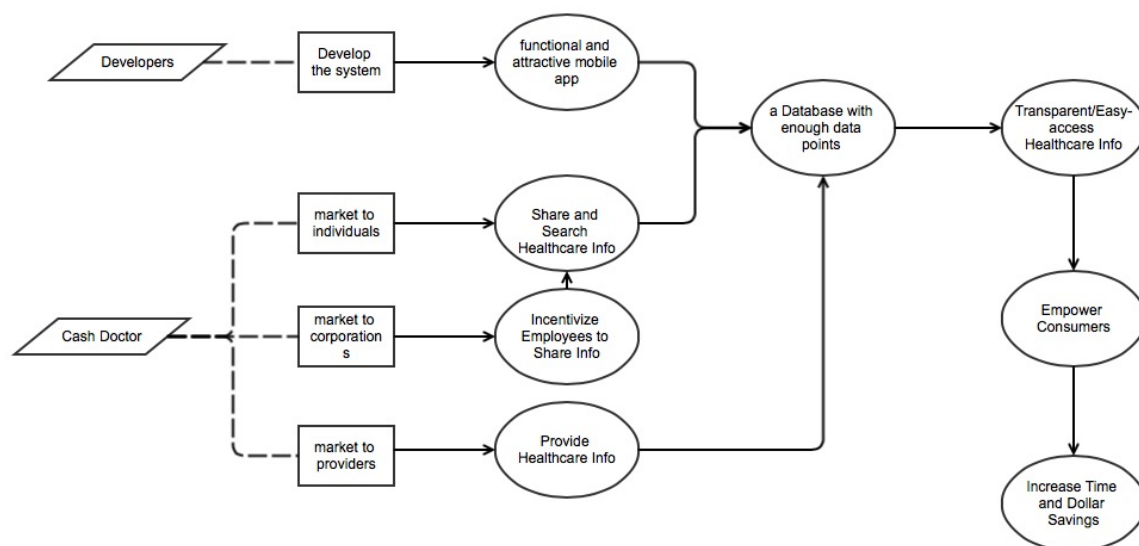 Developers
Develop
the system
functional and
attractive mobile
app
a Database with
enough data
points
Transparent/Easy-
access
Healthcare Info
market to
individuals
Share and
Search
Healthcare Info
Cash Doctor
market to
corporation
s
Incentivize
Employees to
Share Info
Empower
Consumers
market to
providers
Provide
Healthcare Info
Increase Time
and Dollar
Savings